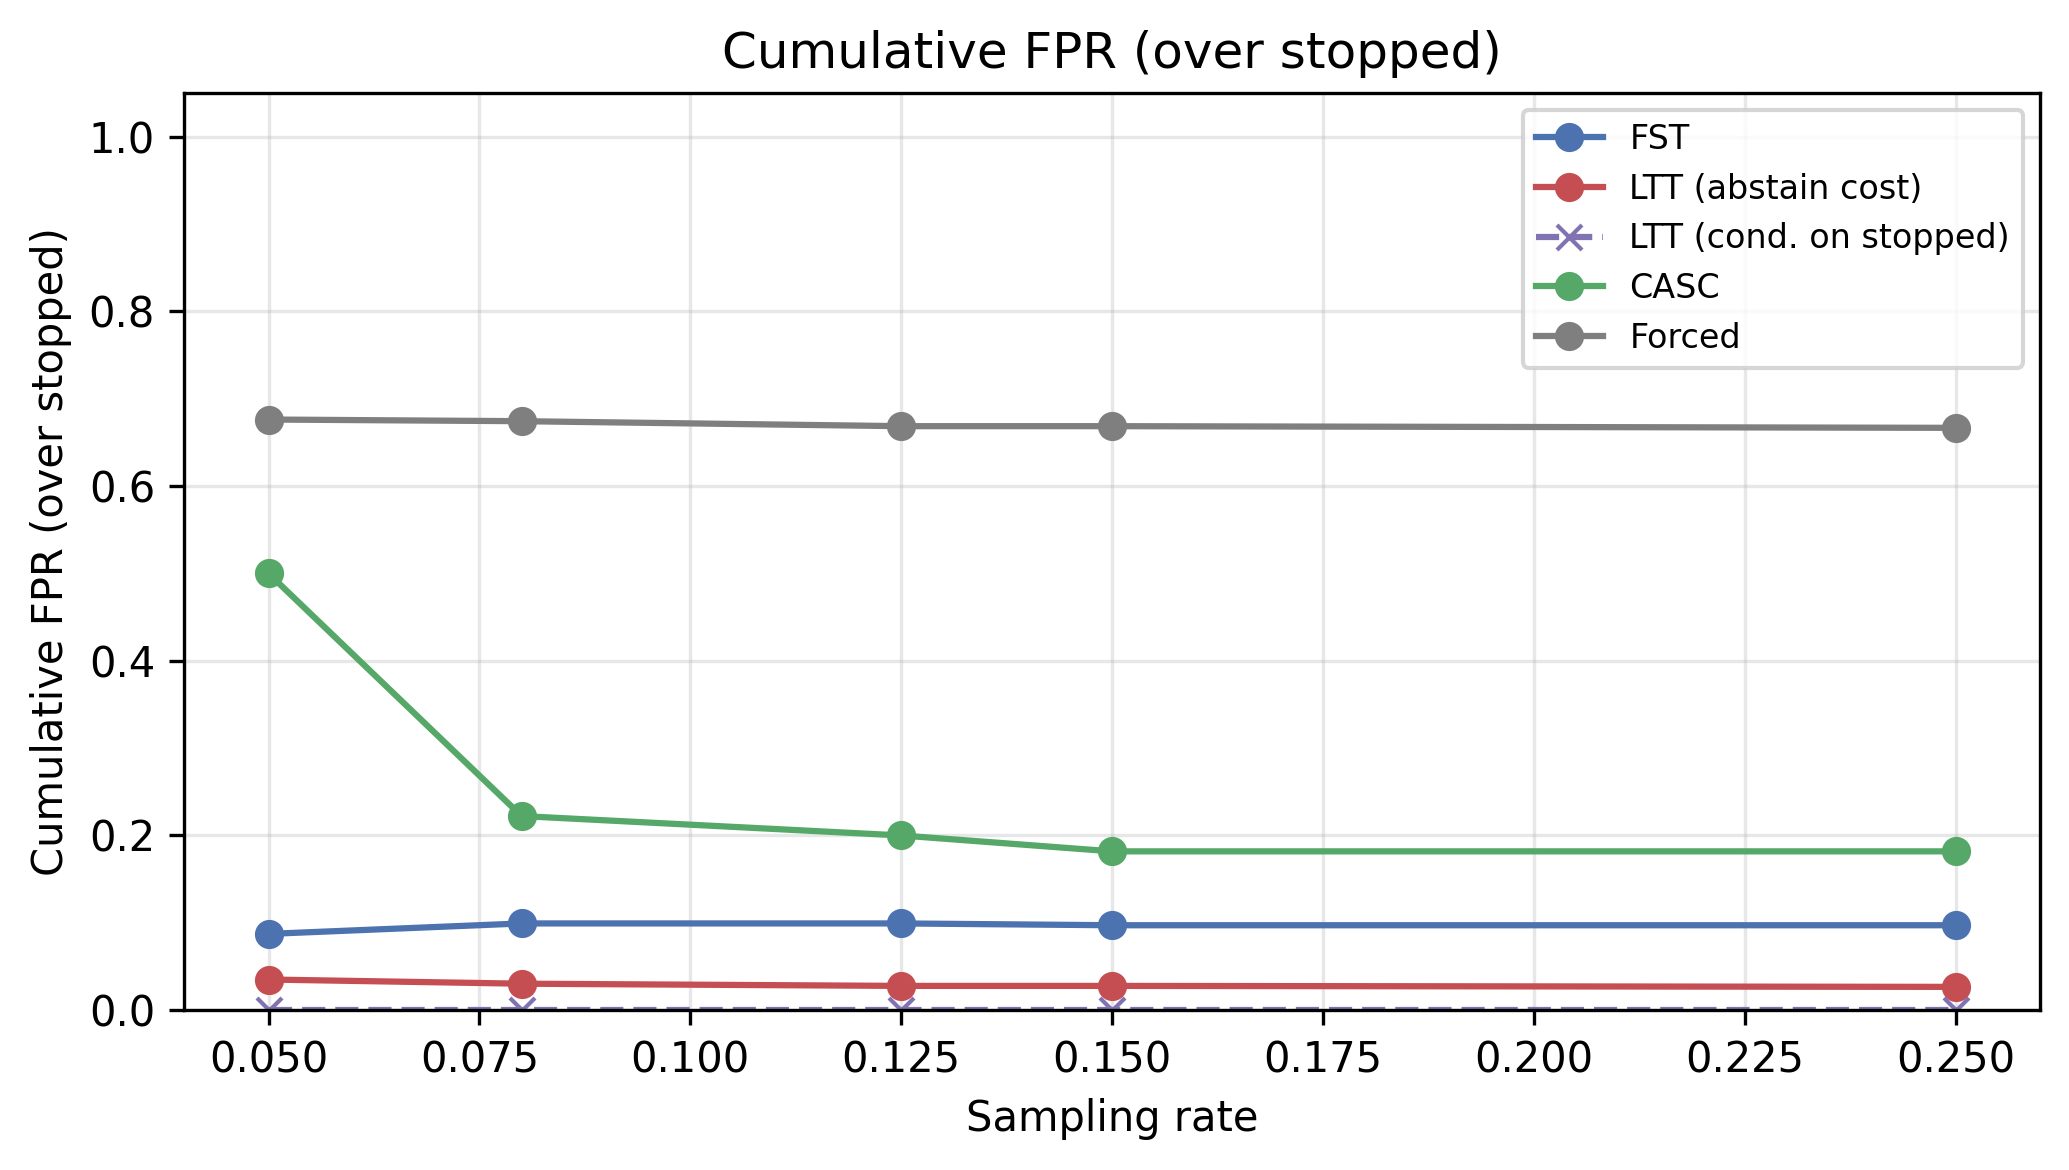 Cumulative FPR (over stopped)
Cumulative FPR (over stopped)
1.0
0.8
0.6
0.4
0.2
0.0
FST
LTT (abstain cost)
LTT (cond. on stopped)
CASC
Forced
0.050 0.075 0.100 0.125 0.150 0.175 0.200 0.225 0.250
Sampling rate